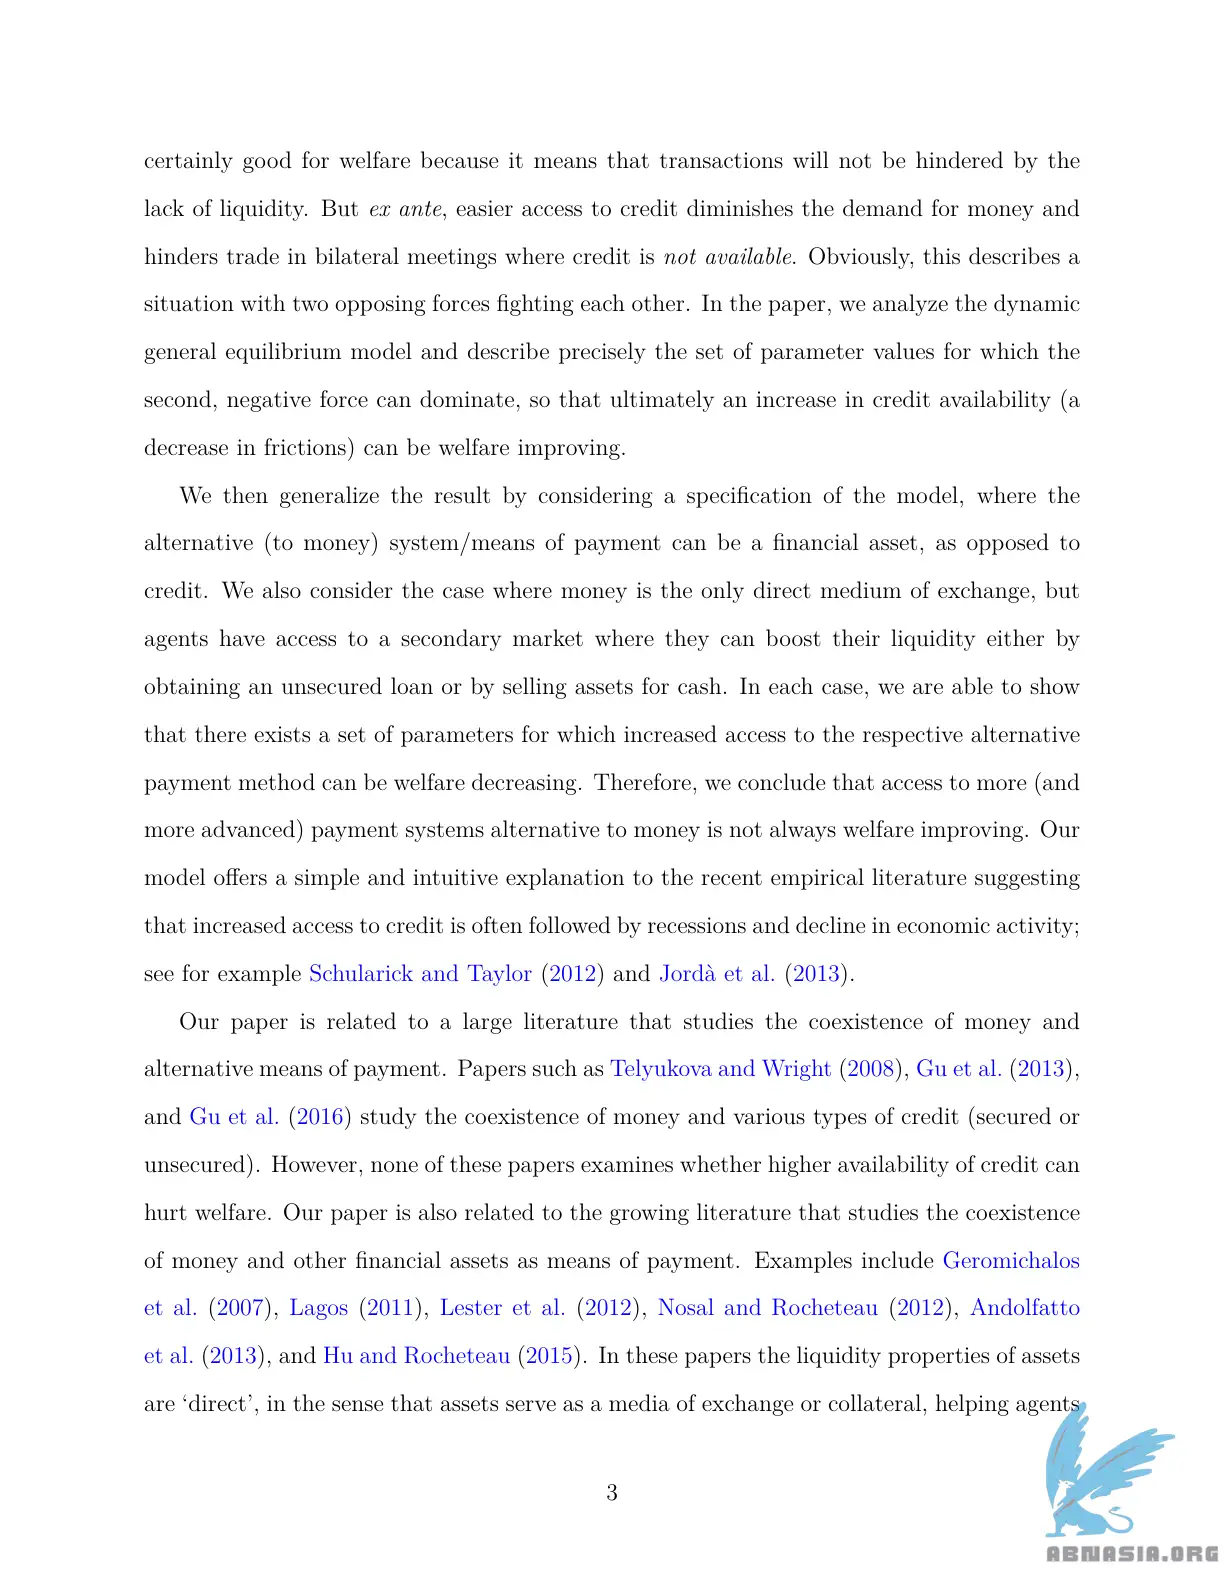 certainly good for welfare because it means that transactions will not be hindered by the
lack of liquidity. But ex ante, easier access to credit diminishes the demand for money and
hinders trade in bilateral meetings where credit is not available. Obviously, this describes a
situation with two opposing forces fighting each other. In the paper, we analyze the dynamic
general equilibrium model and describe precisely the set of parameter values for which the
second, negative force can dominate, so that ultimately an increase in credit availability (a
decrease in frictions) can be welfare improving.
We then generalize the result by considering a specification of the model, where the
alternative (to money) system/means of payment can be a financial asset, as opposed to
credit. We also consider the case where money is the only direct medium of exchange, but
agents have access to a secondary market where they can boost their liquidity either by
obtaining an unsecured loan or by selling assets for cash. In each case, we are able to show
that there exists a set of parameters for which increased access to the respective alternative
payment method can be welfare decreasing. Therefore, we conclude that access to more (and
more advanced) payment systems alternative to money is not always welfare improving. Our
model offers a simple and intuitive explanation to the recent empirical literature suggesting
that increased access to credit is often followed by recessions and decline in economic activity;
see for example Schularick and Taylor (2012) and Jordà et al. (2013).
Our paper is related to a large literature that studies the coexistence of money and
alternative means of payment. Papers such as Telyukova and Wright (2008), Gu et al. (2013),
and Gu et al. (2016) study the coexistence of money and various types of credit (secured or
unsecured). However, none of these papers examines whether higher availability of credit can
hurt welfare. Our paper is also related to the growing literature that studies the coexistence
of money and other financial assets as means of payment. Examples include Geromichalos
et al. (2007), Lagos (2011), Lester et al. (2012), Nosal and Rocheteau (2012), Andolfatto
et al. (2013), and Hu and Rocheteau (2015). In these papers the liquidity properties of assets
are ‘direct’, in the sense that assets serve as a media of exchange or collateral, helping agents
3
ABNASIA.ORG